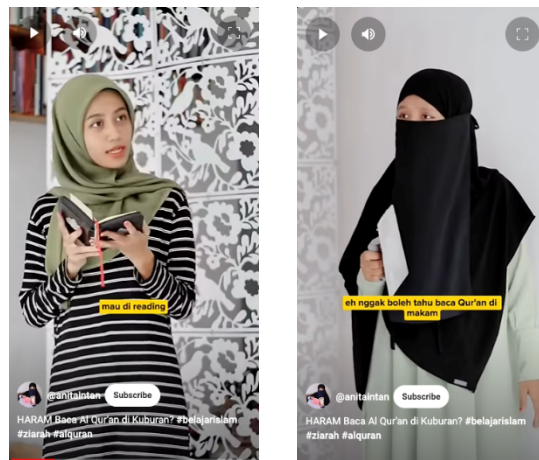 mau di reading
@anitaintan
Subscribe
HARAM Baca Al Qur'an di Kuburan? #belajarislam
#ziarah #alquran
eh nggak boleh tahu baca Qur'an di
makam
@anitaintan
Subscribe
HARAM Baca Al Qur'an di Kuburan? #belajarislam
#ziarah #alquran